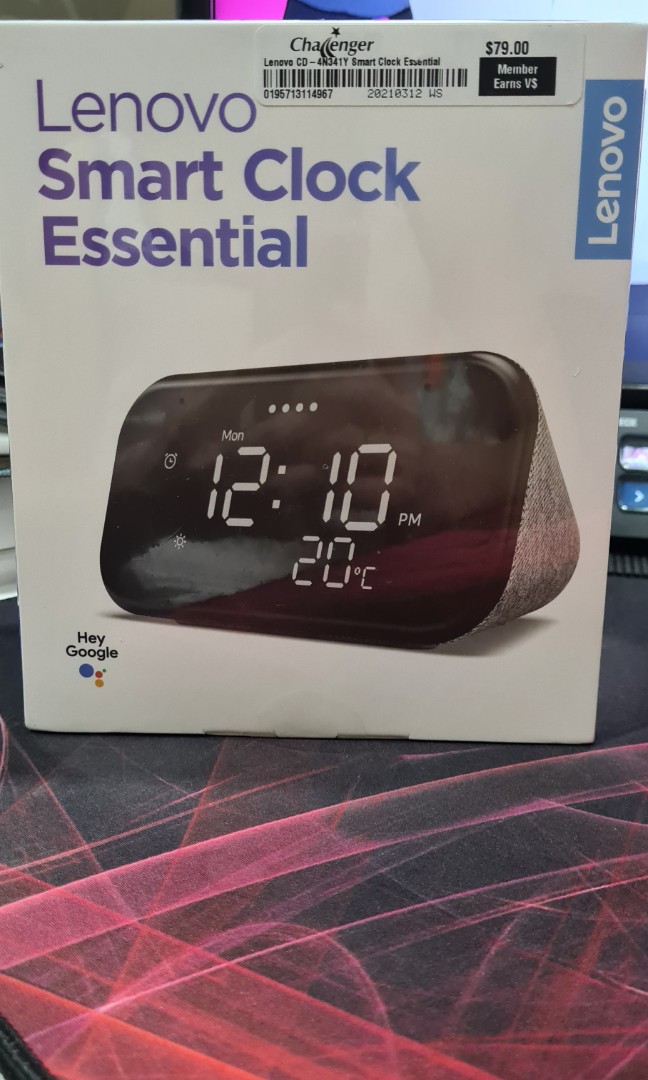 Challenger
$79.00
Lenovo CD-4N341Y Smart Clock Essential
Member
Earns V$
0195713114967 20210312 WS
Lenovo
Smart Clock
Essential
Lenovo
Mon
12:10
PM
20°C
Hey
Google